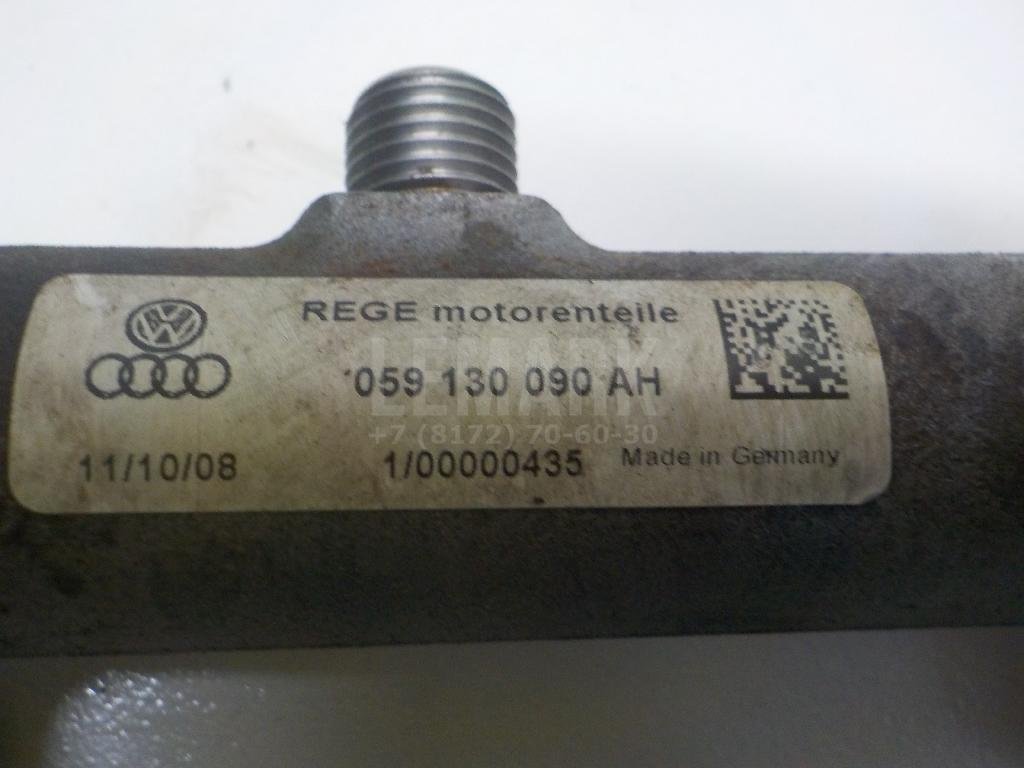 REGE motorenteile
059 130 090 AH
LEMARK
+7 (8172) 70-60-30
11/10/08 1/00000435 Made in Germany